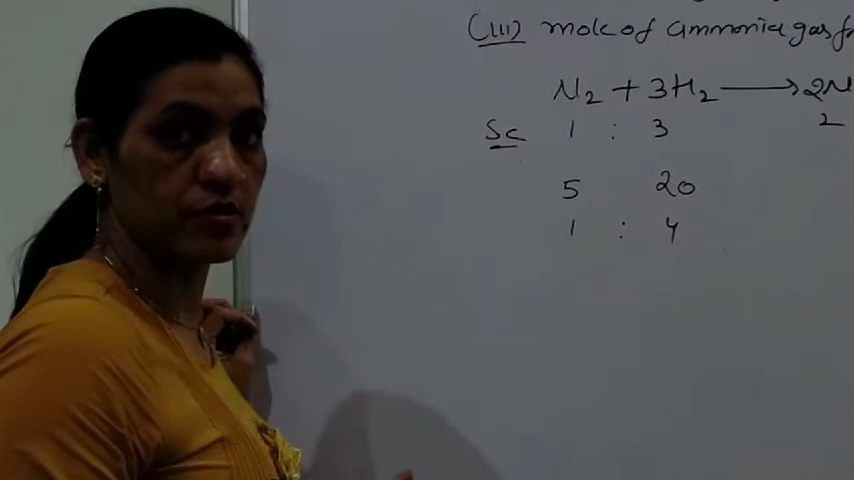 (iii) mole of ammonia gas
N₂ + 3H₂ ⟶ 2N
Sc 1 : 3 2
5 20
1 : 4